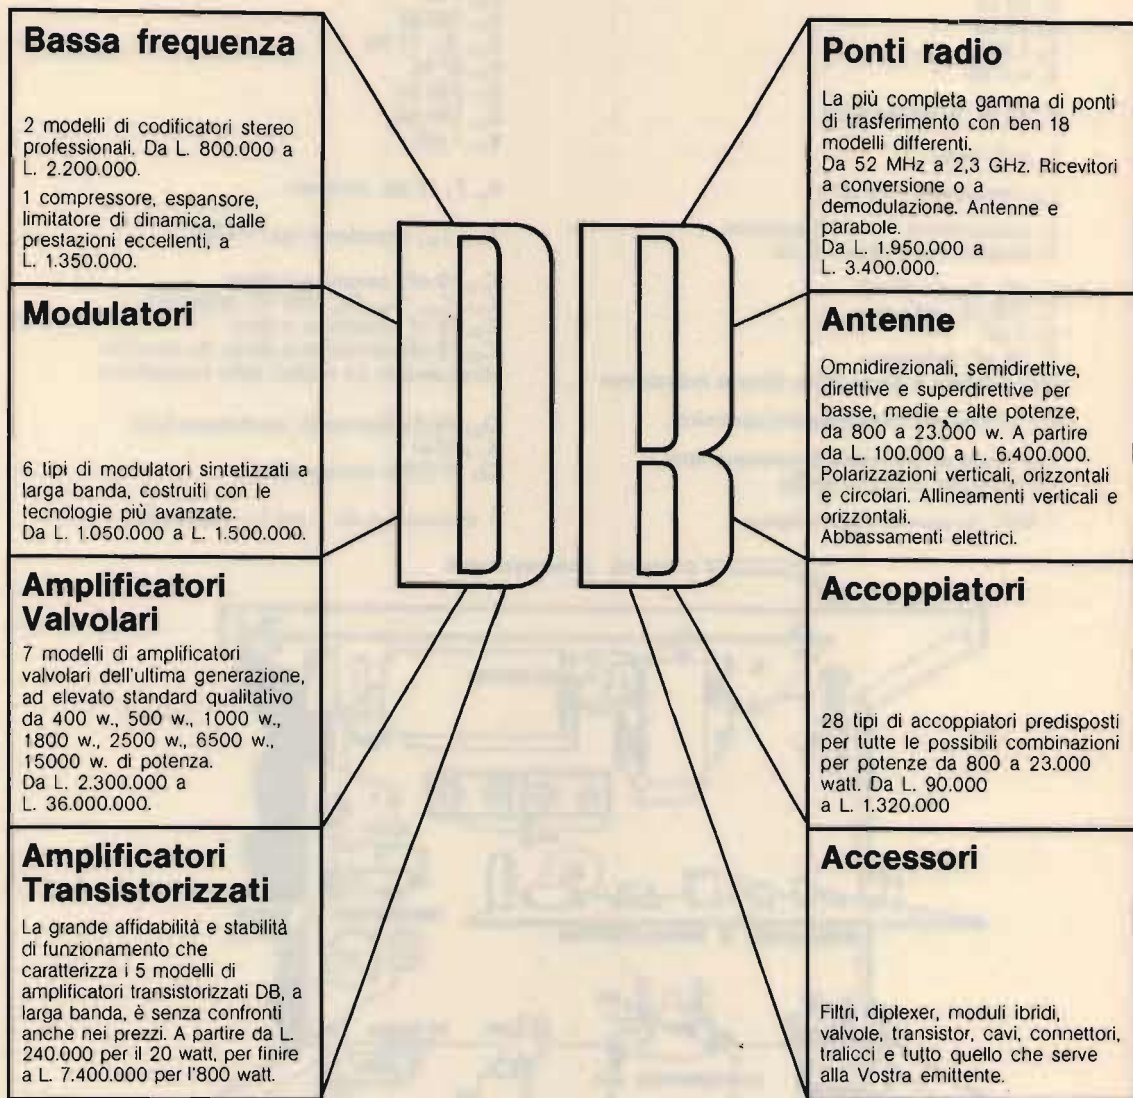 Bassa frequenza
2 modelli di codificatori stereo
professionali. Da L. 800.000 a
L. 2.200.000.
1 compressore, espansore,
limitatore di dinamica, dalle
prestazioni eccellenti, a
L. 1.350.000.
Modulatori
6 tipi di modulatori sintetizzati a
larga banda, costruiti con le
tecnologie più avanzate.
Da L. 1.050.000 a L. 1.500.000.
Amplificatori
Valvolari
7 modelli di amplificatori
valvolari dell'ultima generazione,
ad elevato standard qualitativo
da 400 w., 500 w., 1000 w.,
1800 w., 2500 w., 6500 w.,
15000 w. di potenza.
Da L. 2.300.000 a
L. 36.000.000.
Amplificatori
Transistorizzati
La grande affidabilità e stabilità
di funzionamento che
caratterizza i 5 modelli di
amplificatori transistorizzati DB, a
larga banda, è senza confronti
anche nei prezzi. A partire da L.
240.000 per il 20 watt, per finire
a L. 7.400.000 per l'800 watt.
DB
Ponti radio
La più completa gamma di ponti
di trasferimento con ben 18
modelli differenti.
Da 52 MHz a 2,3 GHz. Ricevitori
a conversione o a
demodulazione. Antenne e
parabole.
Da L. 1.950.000 a
L. 3.400.000.
Antenne
Omnidirezionali, semidirettive,
direttive e superdirettive per
basse, medie e alte potenze,
da 800 a 23.000 w. A partire
da L. 100.000 a L. 6.400.000.
Polarizzazioni verticali, orizzontali
e circolari. Allineamenti verticali e
orizzontali.
Abbassamenti elettrici.
Accoppiatori
28 tipi di accoppiatori predisposti
per tutte le possibili combinazioni
per potenze da 800 a 23.000
watt. Da L. 90.000
a L. 1.320.000
Accessori
Filtri, diplexer, moduli ibridi,
valvole, transistor, cavi, connettori,
tralicci e tutto quello che serve
alla Vostra emittente.